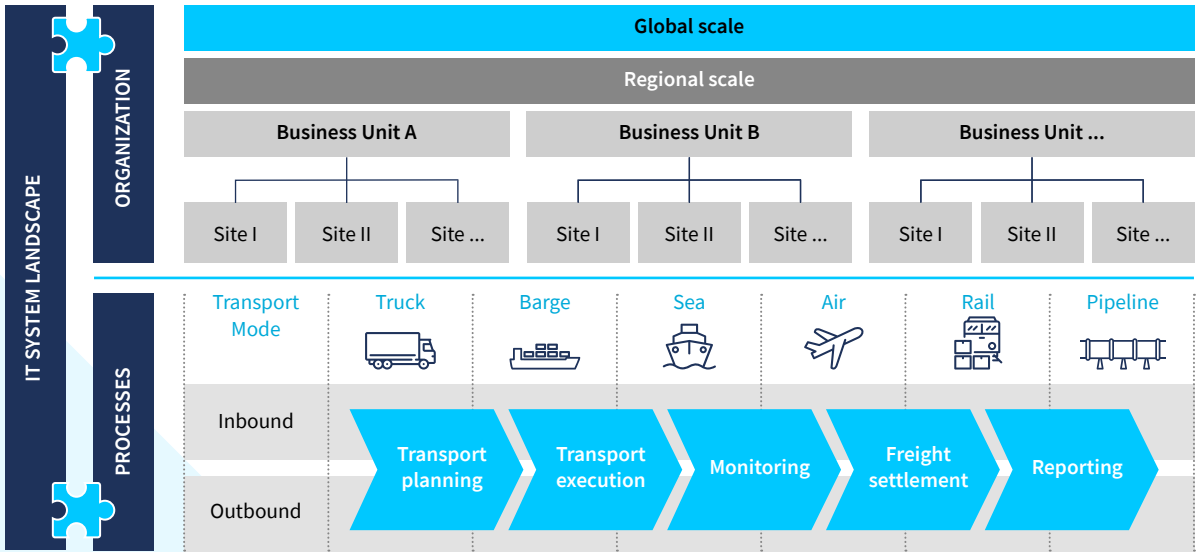 IT SYSTEM LANDSCAPE
ORGANIZATION
Global scale
Regional scale
Business Unit A
Business Unit B
Business Unit ...
Site I
Site II
Site ...
Site I
Site II
Site ...
Site I
Site II
Site ...
PROCESSES
Transport
Mode
Truck
Barge
Sea
Air
Rail
Pipeline
Inbound
Outbound
Transport
planning
Transport
execution
Monitoring
Freight
settlement
Reporting